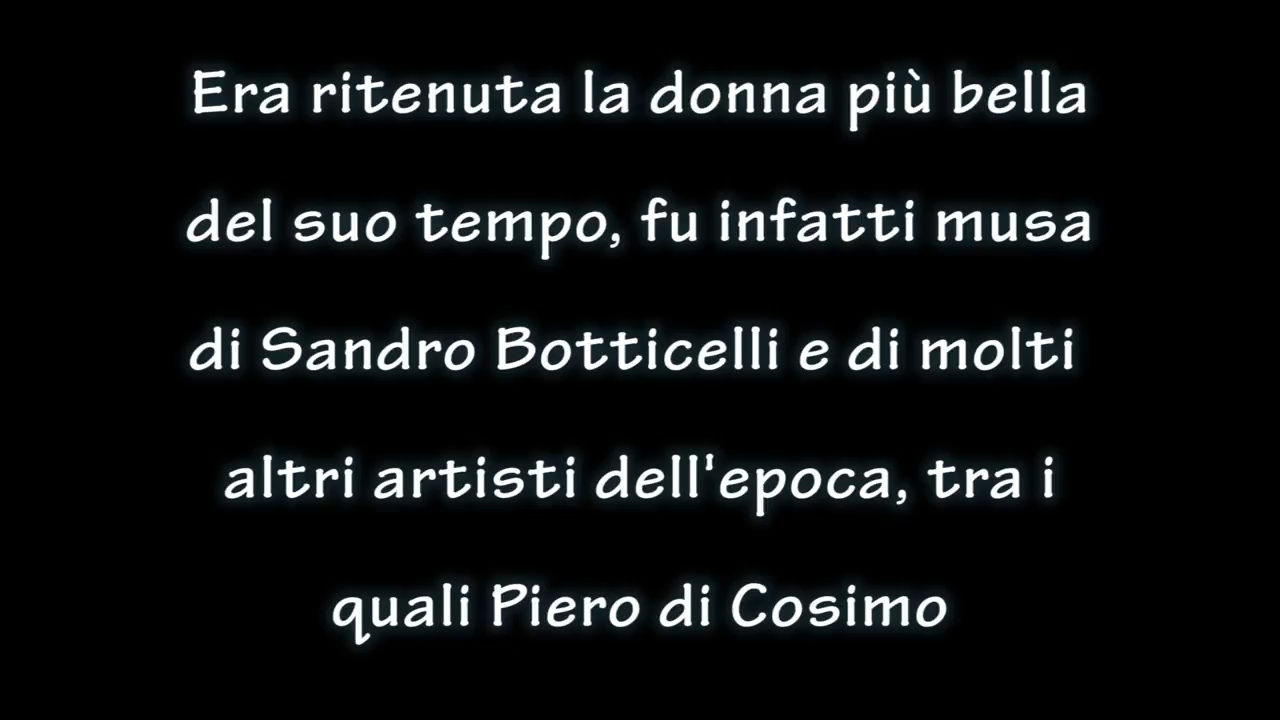 Era ritenuta la donna più bella
del suo tempo, fu infatti musa
di Sandro Botticelli e di molti
altri artisti dell'epoca, tra i
quali Piero di Cosimo